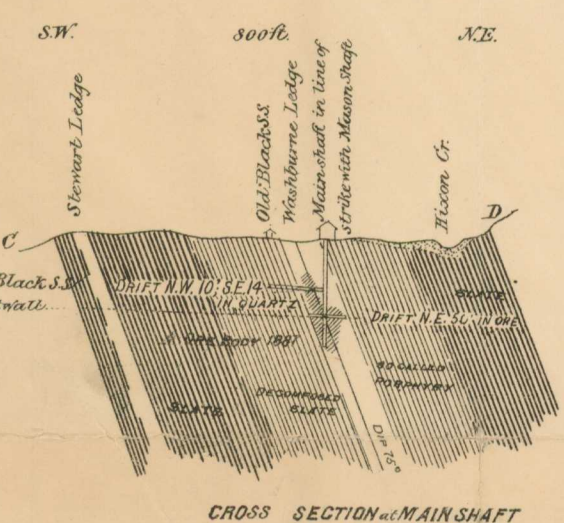 S.W.
800ft.
N.E.
Stewart Ledge
Old "Black S.S.
Washburne Ledge
Main shaft in line of
strike with Mason Shaft
Hixon Cr.
C
D
Black S.S.
twall
DRIFT N.W. 10', S.E. 14'
IN QUARTZ
DRIFT N.E. 50' IN ORE
SLATE
ORE BODY 1887
SO CALLED
PORPHYRY
DECOMPOSED
SLATE
SLATE
DIP 75°
CROSS SECTION at MAIN SHAFT